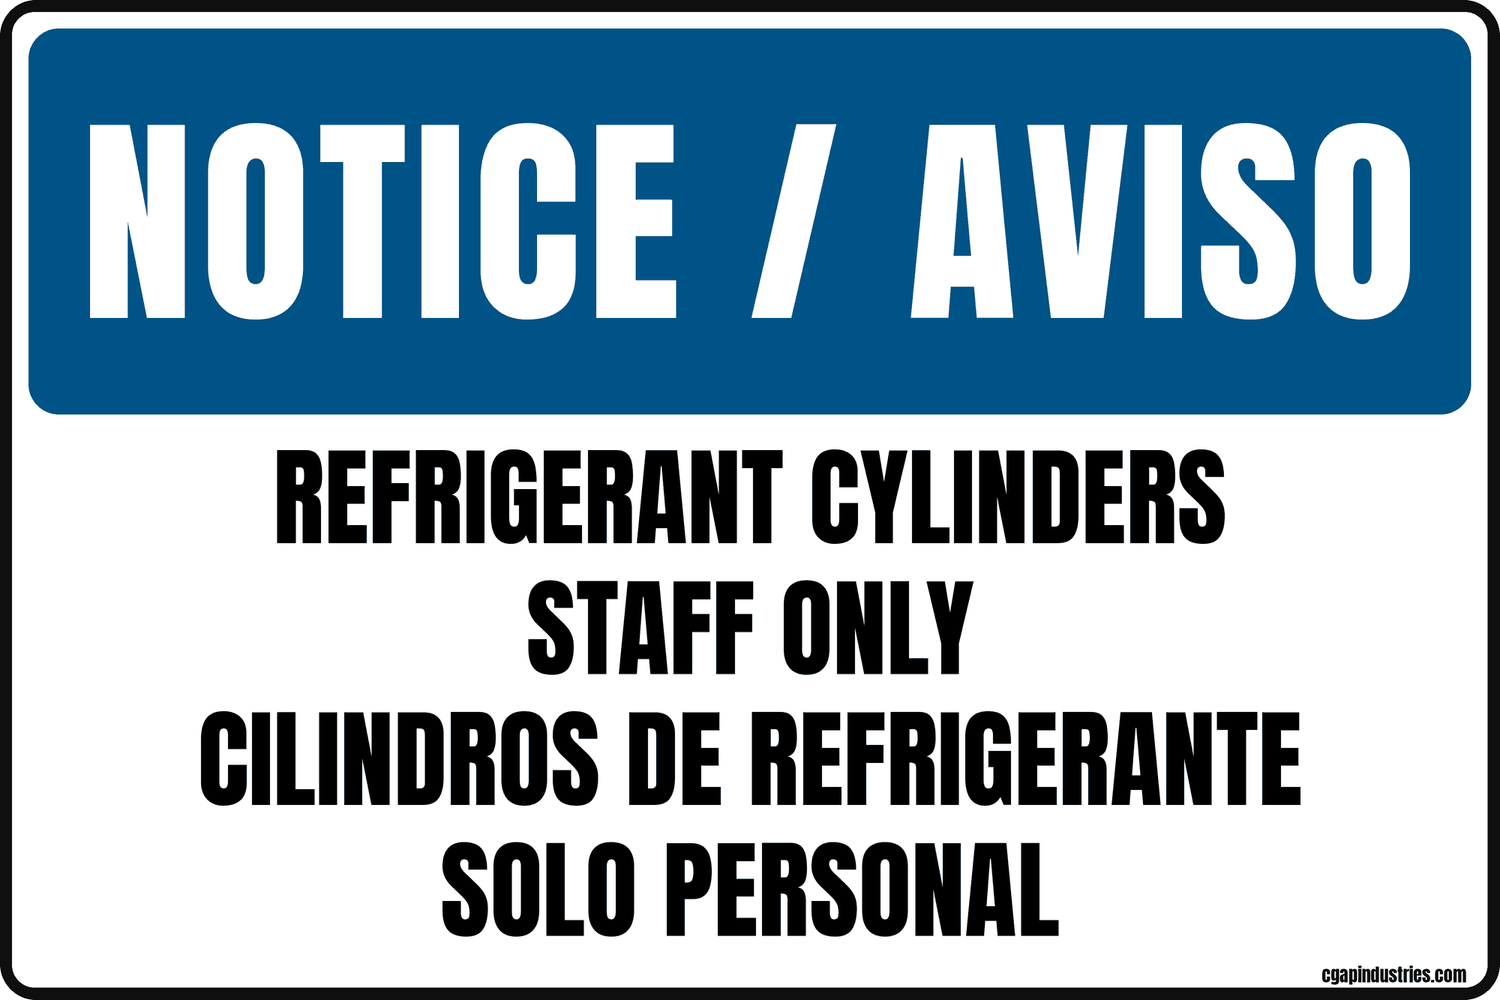 NOTICE / AVISO
REFRIGERANT CYLINDERS
STAFF ONLY
CILINDROS DE REFRIGERANTE
SOLO PERSONAL
cgapindustries.com